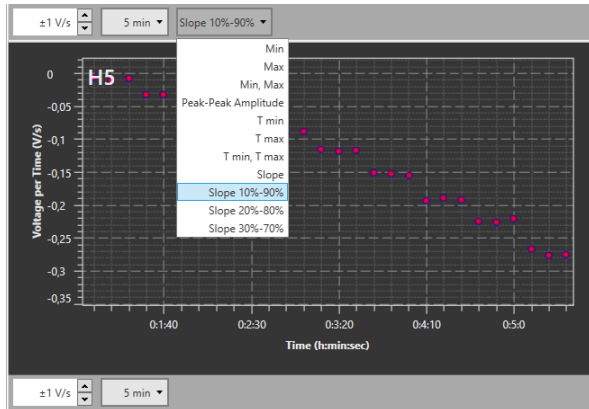 ±1 V/s 5 min Slope 10%-90%
Min
Max
Min, Max
Peak-Peak Amplitude
T min
T max
T min, T max
Slope
Slope 10%-90%
Slope 20%-80%
Slope 30%-70%
H5
Voltage per Time (V/s)
0
-0,05
-0,1
-0,15
-0,2
-0,25
-0,3
-0,35
0:1:40 0:2:30 0:3:20 0:4:10 0:5:0
Time (h:min:sec)
±1 V/s 5 min